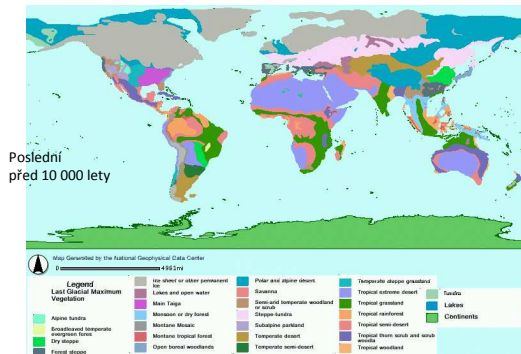 Poslední
před 10 000 lety
Map Generated by the National Geophysical Data Center
0 4961mi
Legend
Last Glacial Maximum
Vegetation
Alpine tundra
Broadleaved temperate
evergreen forest
Dry steppe
Forest steppe
Ice sheet or other permanent
ice
Lakes and open water
Main Taiga
Monsoon or dry forest
Montane Mosaic
Montane tropical forest
Open boreal woodlands
Polar and alpine desert
Savanna
Semi-arid temperate woodland
or scrub
Steppe-tundra
Subalpine parkland
Temperate desert
Temperate semi-desert
Temperate steppe grassland
Tropical extreme desert
Tropical grassland
Tropical rainforest
Tropical semi-desert
Tropical thorn scrub and scrub
woodla
Tropical woodland
Tundra
Lakes
Continents